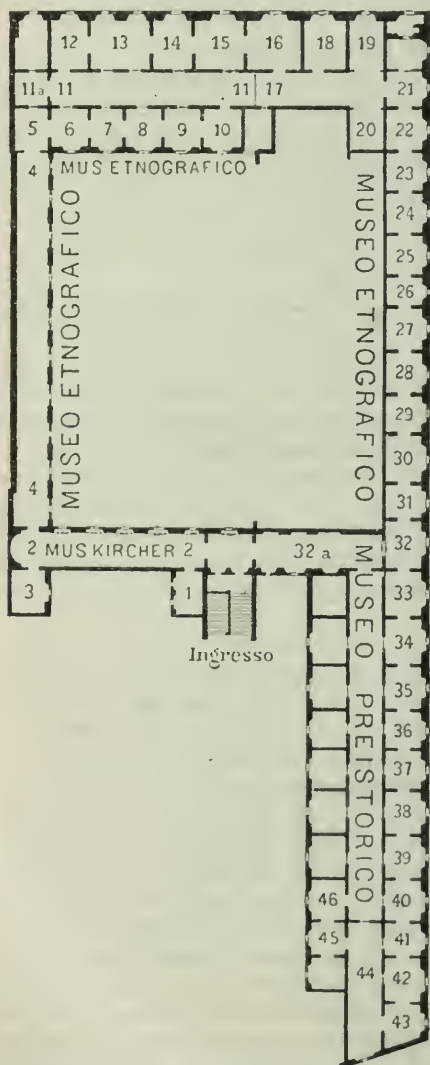 12 13 14 15 16 18 19
11a 11 11 17 21
5 6 7 8 9 10 20 22
4 MUS ETNOGRAFICO 23
MUSEO ETNOGRAFICO
MUSEO ETNOGRAFICO
24
25
26
27
28
29
30
4 31
2 MUS KIRCHER 2 32 a 32
3 1 33
Ingresso
MUSEO PREISTORICO
34
35
36
37
38
39
46 40
45 41
44 42
43